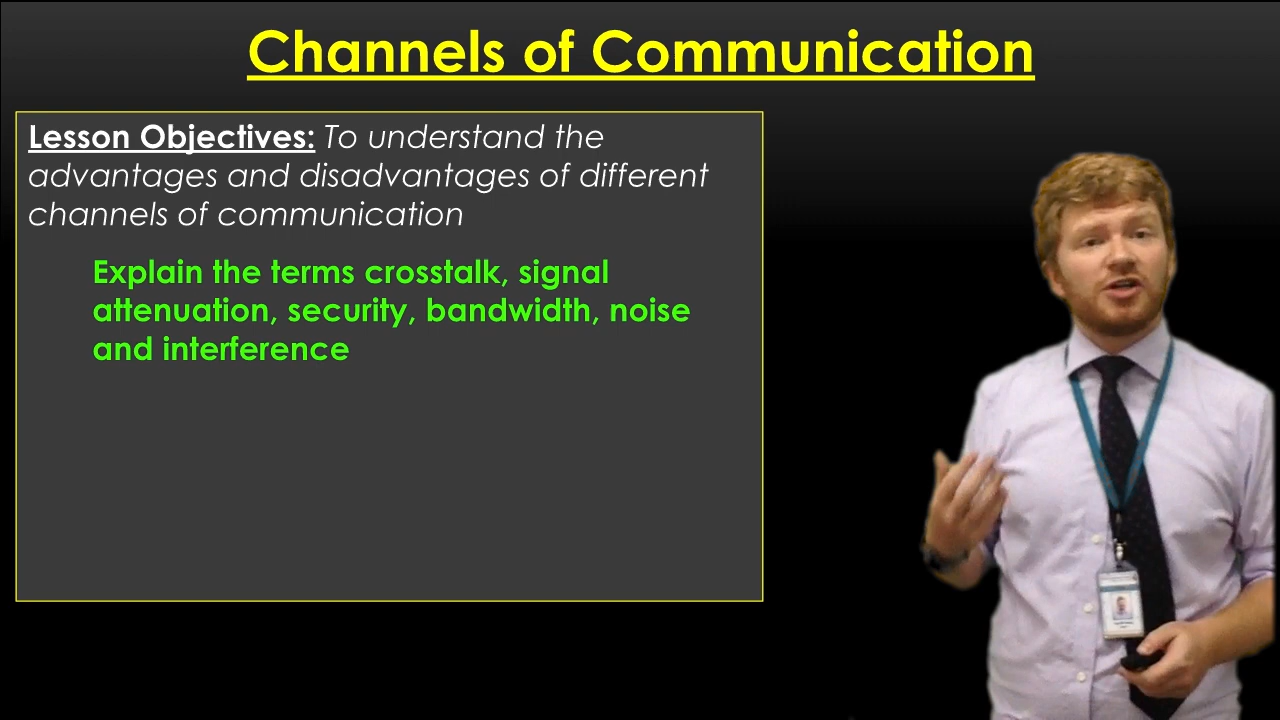 Channels of Communication
Lesson Objectives: To understand the
advantages and disadvantages of different
channels of communication
Explain the terms crosstalk, signal
attenuation, security, bandwidth, noise
and interference